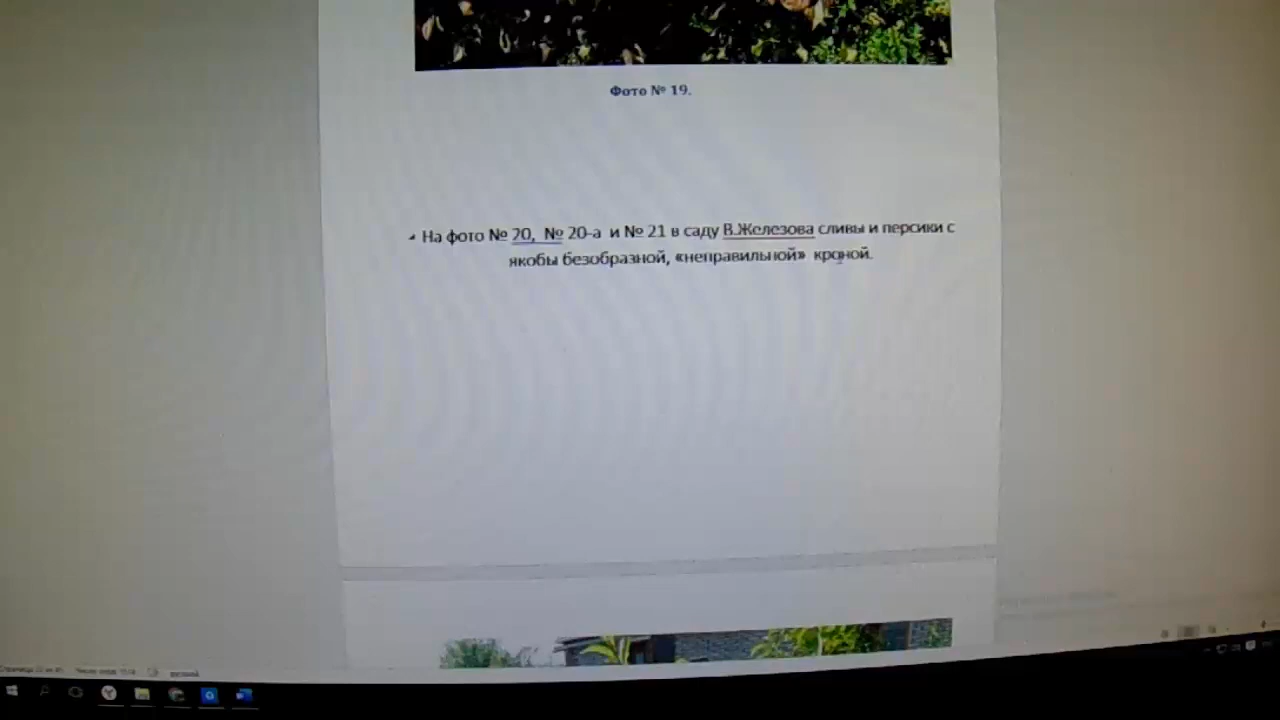 Фото № 19.
На фото № 20, № 20-а и № 21 в саду В.Железова сливы и персики с
якобы безобразной, «неправильной» кроной.